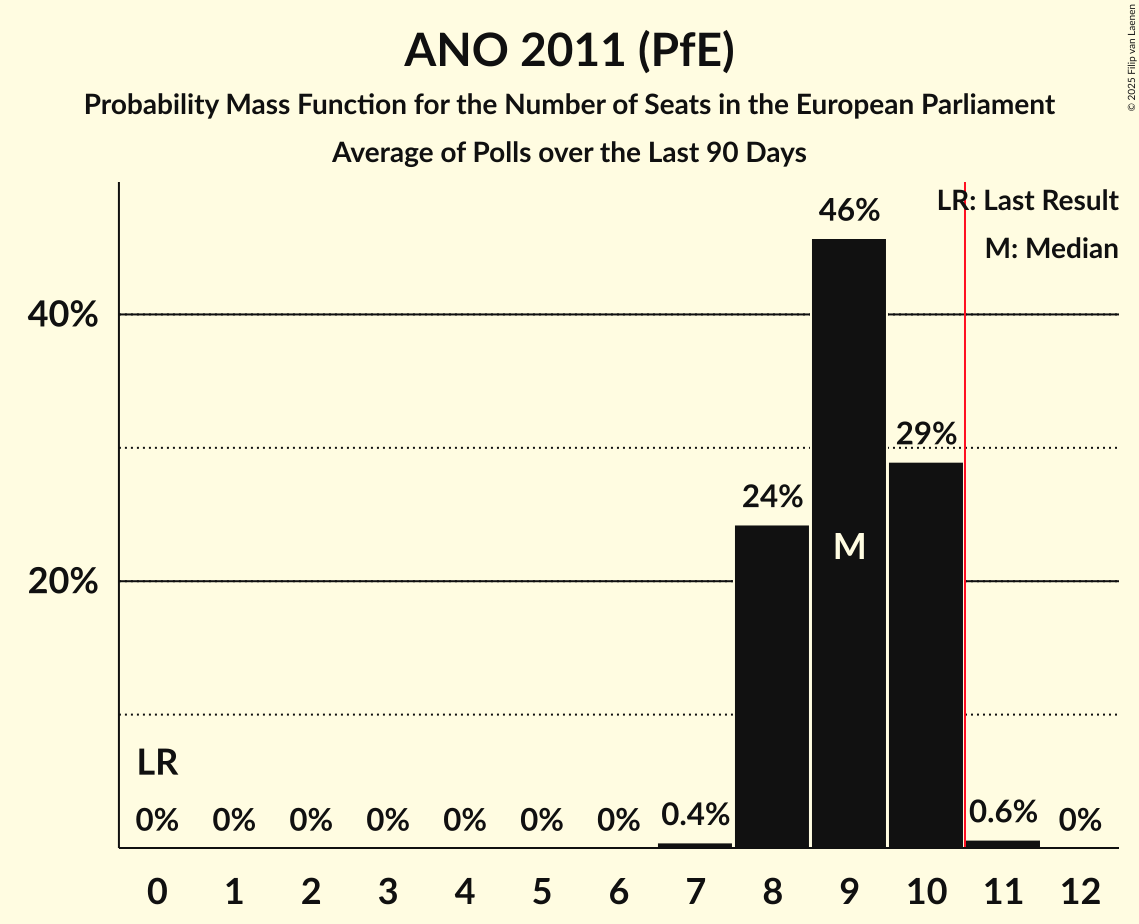 ANO 2011 (PfE)
Probability Mass Function for the Number of Seats in the European Parliament
Average of Polls over the Last 90 Days
© 2025 Filip van Laenen
LR: Last Result
M: Median
46%
40%
29%
24%
M
20%
LR
0% 0% 0% 0% 0% 0% 0% 0.4% 0.6% 0%
0 1 2 3 4 5 6 7 8 9 10 11 12